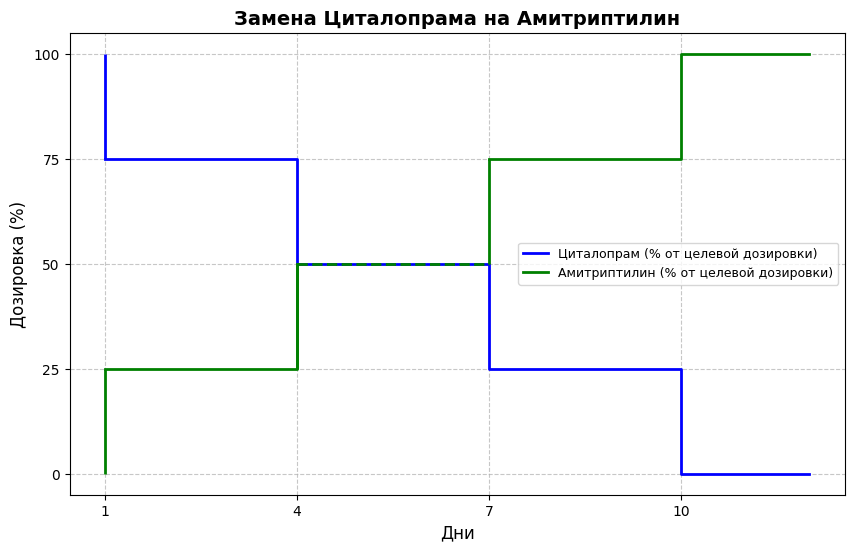 Замена Циталопрама на Амитриптилин
Дозировка (%)
100
75
50
25
0
Циталопрам (% от целевой дозировки)
Амитриптилин (% от целевой дозировки)
1 4 7 10
Дни